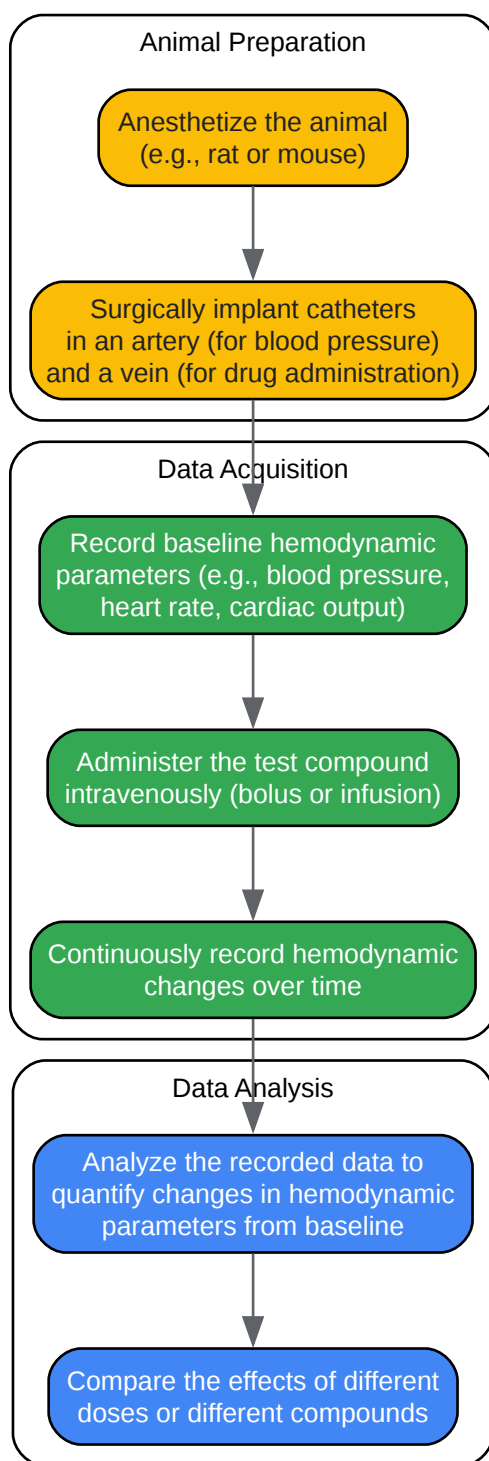 Animal Preparation
Anesthetize the animal
(e.g., rat or mouse)
Surgically implant catheters
in an artery (for blood pressure)
and a vein (for drug administration)
Data Acquisition
Record baseline hemodynamic
parameters (e.g., blood pressure,
heart rate, cardiac output)
Administer the test compound
intravenously (bolus or infusion)
Continuously record hemodynamic
changes over time
Data Analysis
Analyze the recorded data to
quantify changes in hemodynamic
parameters from baseline
Compare the effects of different
doses or different compounds